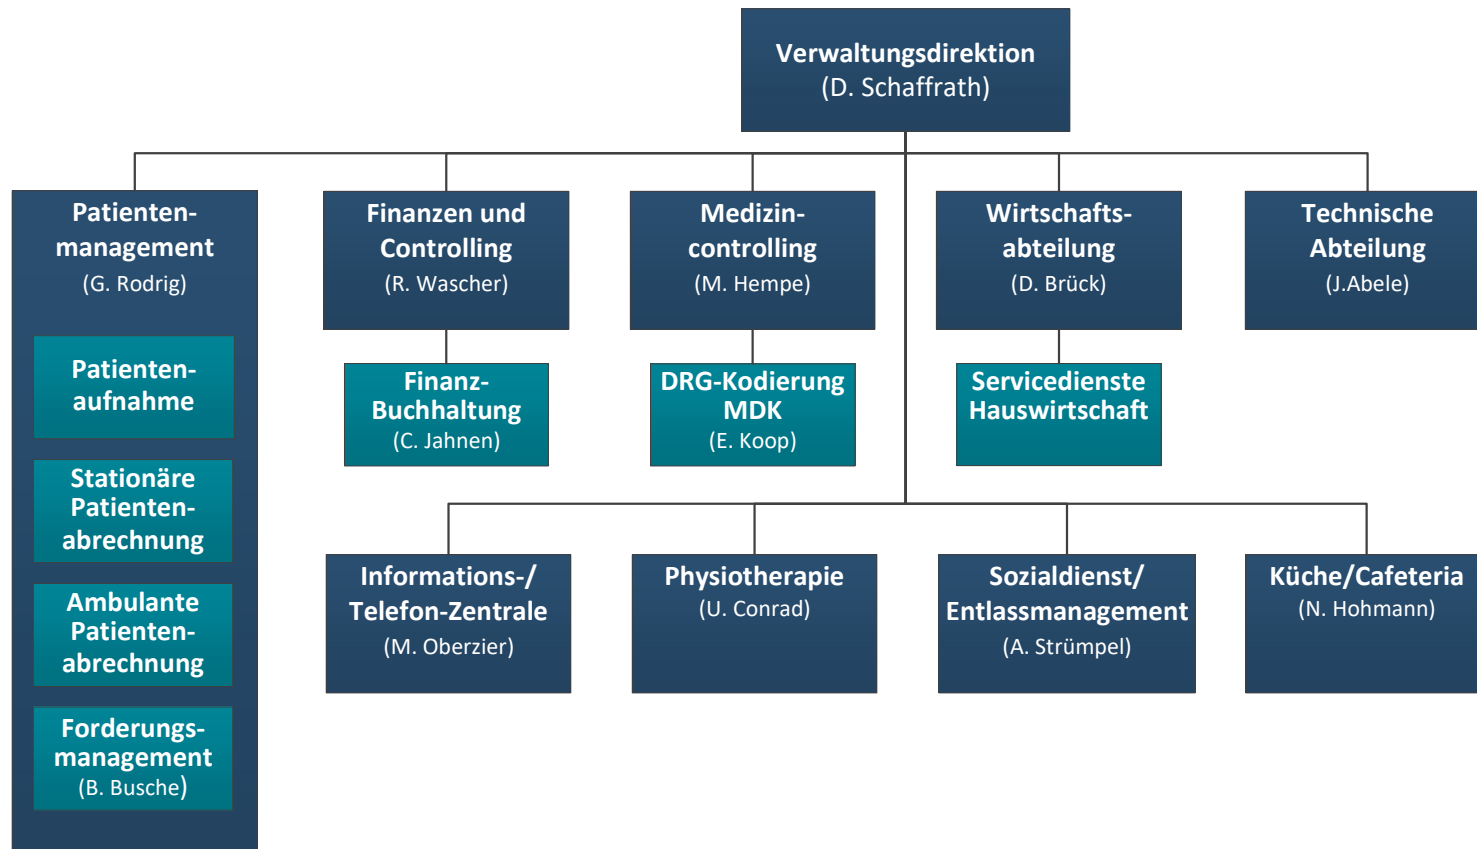 Verwaltungsdirektion
(D. Schaffrath)
Patienten-
management
(G. Rodrig)
Patienten-
aufnahme
Stationäre
Patienten-
abrechnung
Ambulante
Patienten-
abrechnung
Forderungs-
management
(B. Busche)
Finanzen und
Controlling
(R. Wascher)
Finanz-
Buchhaltung
(C. Jahnen)
Medizin-
controlling
(M. Hempe)
DRG-Kodierung
MDK
(E. Koop)
Wirtschafts-
abteilung
(D. Brück)
Servicedienste
Hauswirtschaft
Technische
Abteilung
(J.Abele)
Informations-/
Telefon-Zentrale
(M. Oberzier)
Physiotherapie
(U. Conrad)
Sozialdienst/
Entlassmanagement
(A. Strümpel)
Küche/Cafeteria
(N. Hohmann)